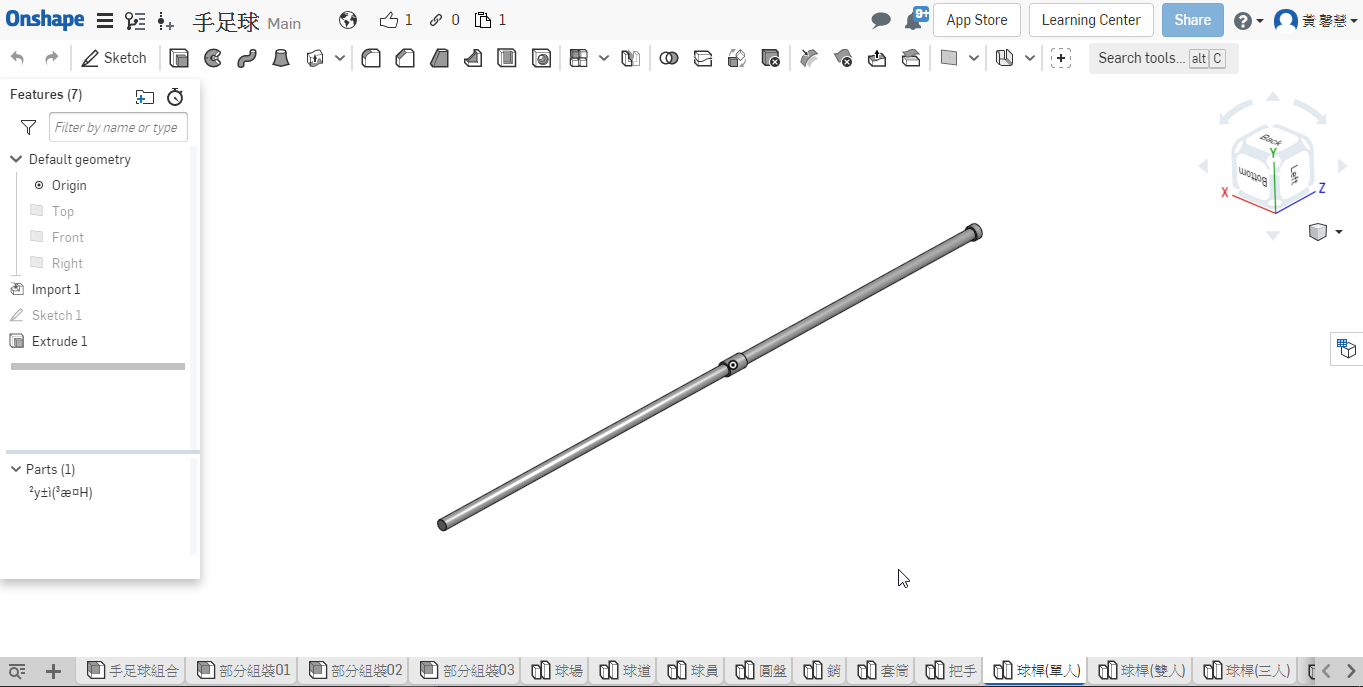 Onshape 手足球 Main 1 0 1 9+ App Store Learning Center Share 黃 馨慧
Sketch Search tools... alt C
Features (7)
Filter by name or type
Default geometry
Origin
Top
Front
Right
Import 1
Sketch 1
Extrude 1
Parts (1)
²y±ì(³æ¤H)
Back
Y
Bottom
Left
X
Z
手足球組合 部分組裝01 部分組裝02 部分組裝03 球場 球道 球員 圓盤 銷 套筒 把手 球桿(單人) 球桿(雙人) 球桿(三人)